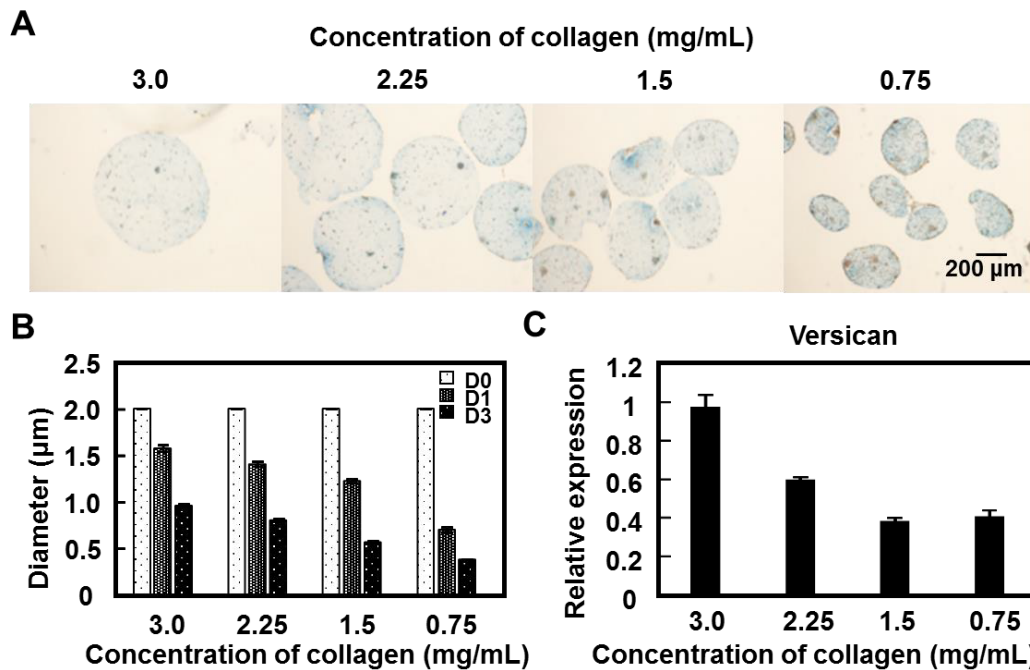 A
Concentration of collagen (mg/mL)
3.0 2.25 1.5 0.75
200 µm
B
2.5
2.0
1.5
1.0
0.5
0
Diameter (µm)
D0
D1
D3
3.0 2.25 1.5 0.75
Concentration of collagen (mg/mL)
C
Versican
1.2
1
0.8
0.6
0.4
0.2
0
Relative expression
3.0 2.25 1.5 0.75
Concentration of collagen (mg/mL